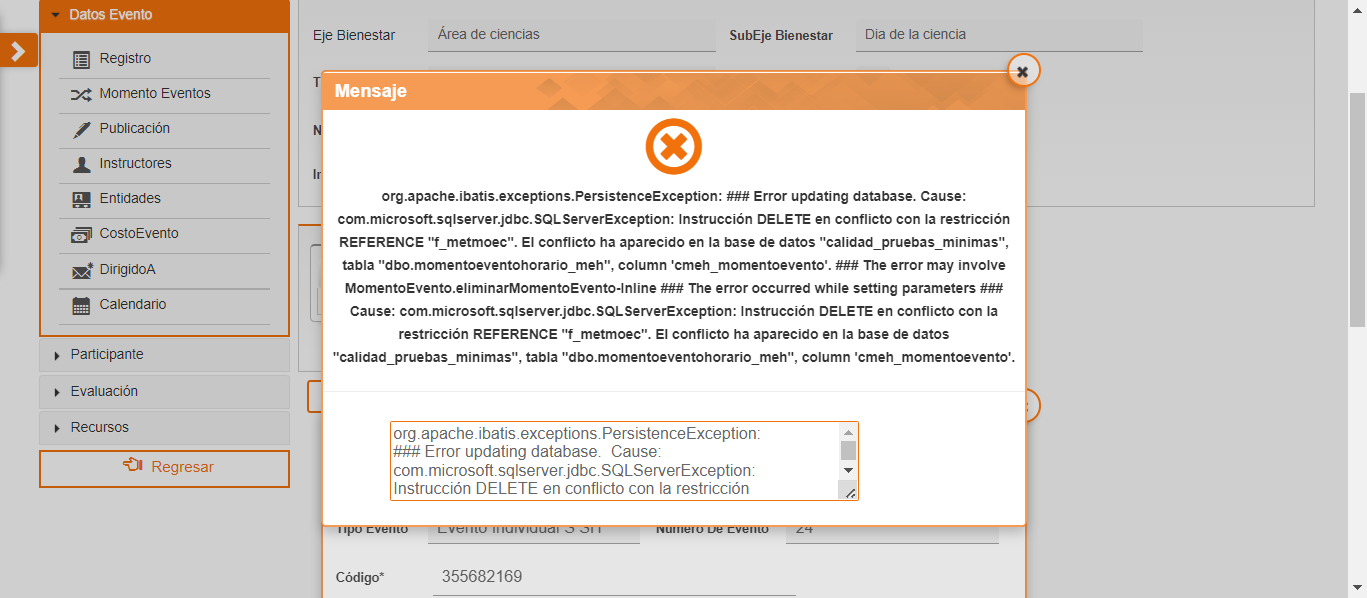 Datos Evento
Registro
Momento Eventos
Publicación
Instructores
Entidades
CostoEvento
DirigidoA
Calendario
Participante
Evaluación
Recursos
Regresar
Eje Bienestar
Área de ciencias
SubEje Bienestar
Dia de la ciencia
Mensaje
org.apache.ibatis.exceptions.PersistenceException: ### Error updating database. Cause:
com.microsoft.sqlserver.jdbc.SQLServerException: Instrucción DELETE en conflicto con la restricción
REFERENCE "f_metmoec". El conflicto ha aparecido en la base de datos "calidad_pruebas_minimas",
tabla "dbo.momentoeventohorario_meh", column 'cmeh_momentoevento'. ### The error may involve
MomentoEvento.eliminarMomentoEvento-Inline ### The error occurred while setting parameters ###
Cause: com.microsoft.sqlserver.jdbc.SQLServerException: Instrucción DELETE en conflicto con la
restricción REFERENCE "f_metmoec". El conflicto ha aparecido en la base de datos
"calidad_pruebas_minimas", tabla "dbo.momentoeventohorario_meh", column 'cmeh_momentoevento'.
org.apache.ibatis.exceptions.PersistenceException:
### Error updating database. Cause:
com.microsoft.sqlserver.jdbc.SQLServerException:
Instrucción DELETE en conflicto con la restricción
Tipo Evento
Evento Individual S SH
Número De Evento
24
Código*
355682169